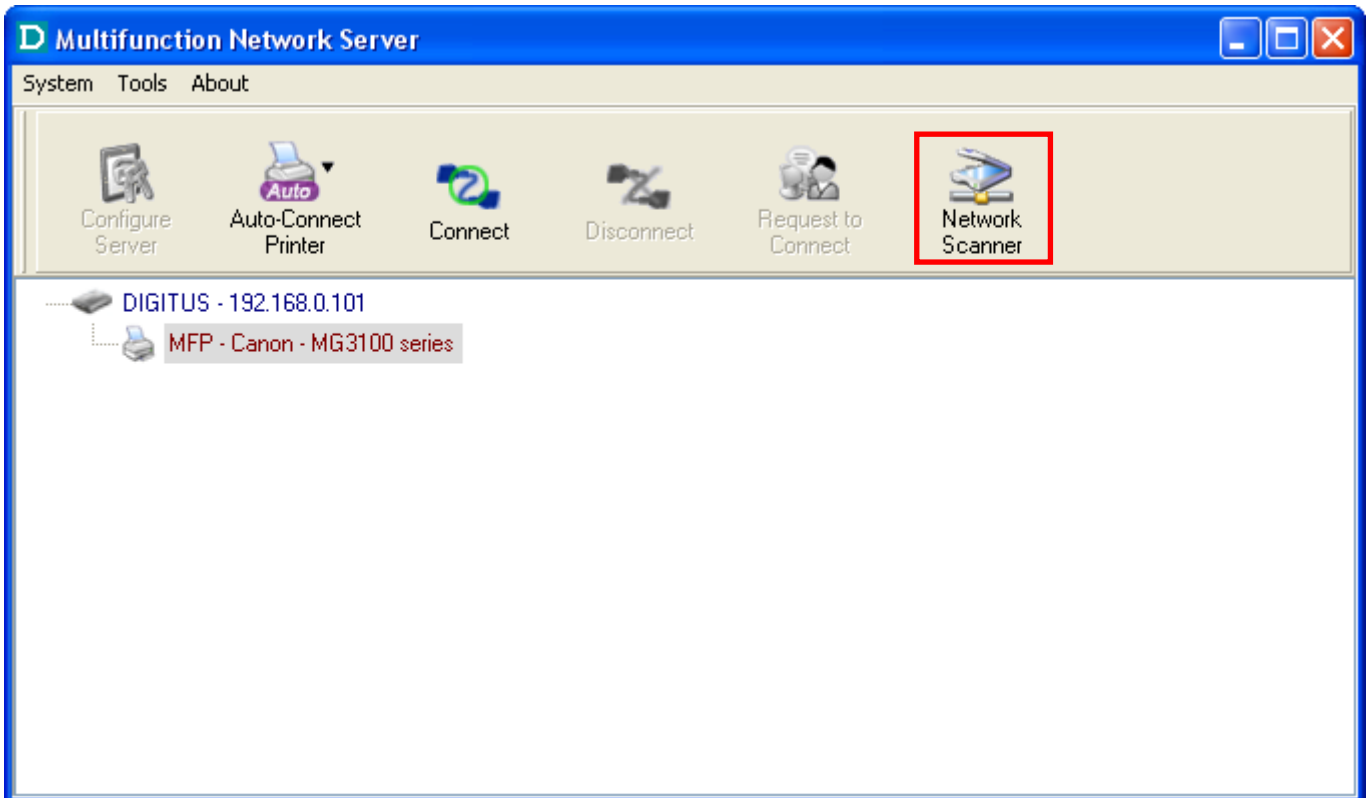 D Multifunction Network Server
System Tools About
Auto
Configure
Server
Auto-Connect
Printer
Connect
Disconnect
Request to
Connect
Network
Scanner
DIGITUS - 192.168.0.101
MFP - Canon - MG3100 series